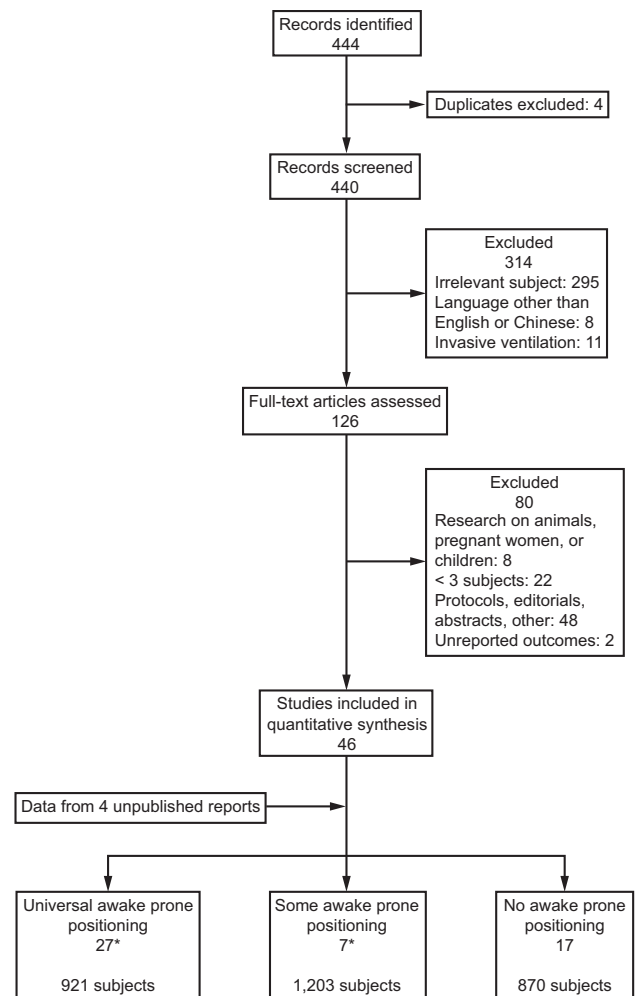 Records identified
444
Duplicates excluded: 4
Records screened
440
Excluded
314
Irrelevant subject: 295
Language other than
English or Chinese: 8
Invasive ventilation: 11
Full-text articles assessed
126
Excluded
80
Research on animals,
pregnant women, or
children: 8
< 3 subjects: 22
Protocols, editorials,
abstracts, other: 48
Unreported outcomes: 2
Studies included in
quantitative synthesis
46
Data from 4 unpublished reports
Universal awake prone
positioning
27*
921 subjects
Some awake prone
positioning
7*
1,203 subjects
No awake prone
positioning
17
870 subjects